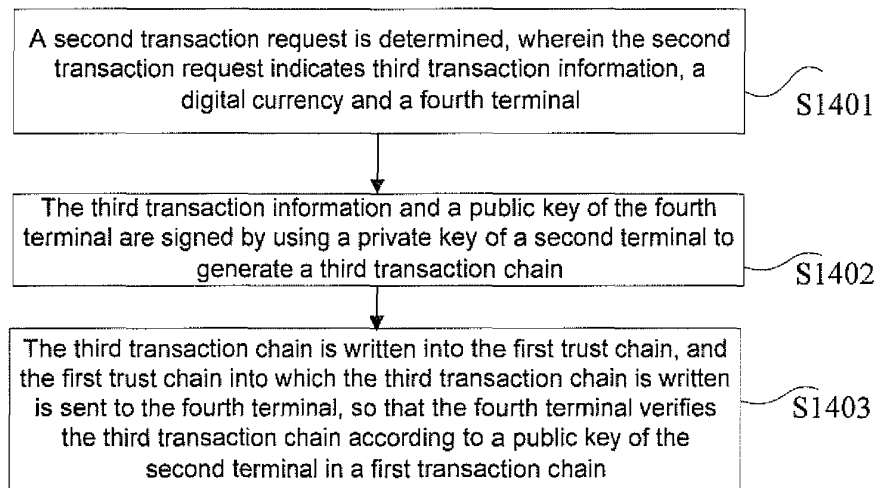 A second transaction request is determined, wherein the second
transaction request indicates third transaction information, a
digital currency and a fourth terminal
S1401
The third transaction information and a public key of the fourth
terminal are signed by using a private key of a second terminal to
generate a third transaction chain
S1402
The third transaction chain is written into the first trust chain, and
the first trust chain into which the third transaction chain is written
is sent to the fourth terminal, so that the fourth terminal verifies
the third transaction chain according to a public key of the
second terminal in a first transaction chain
S1403